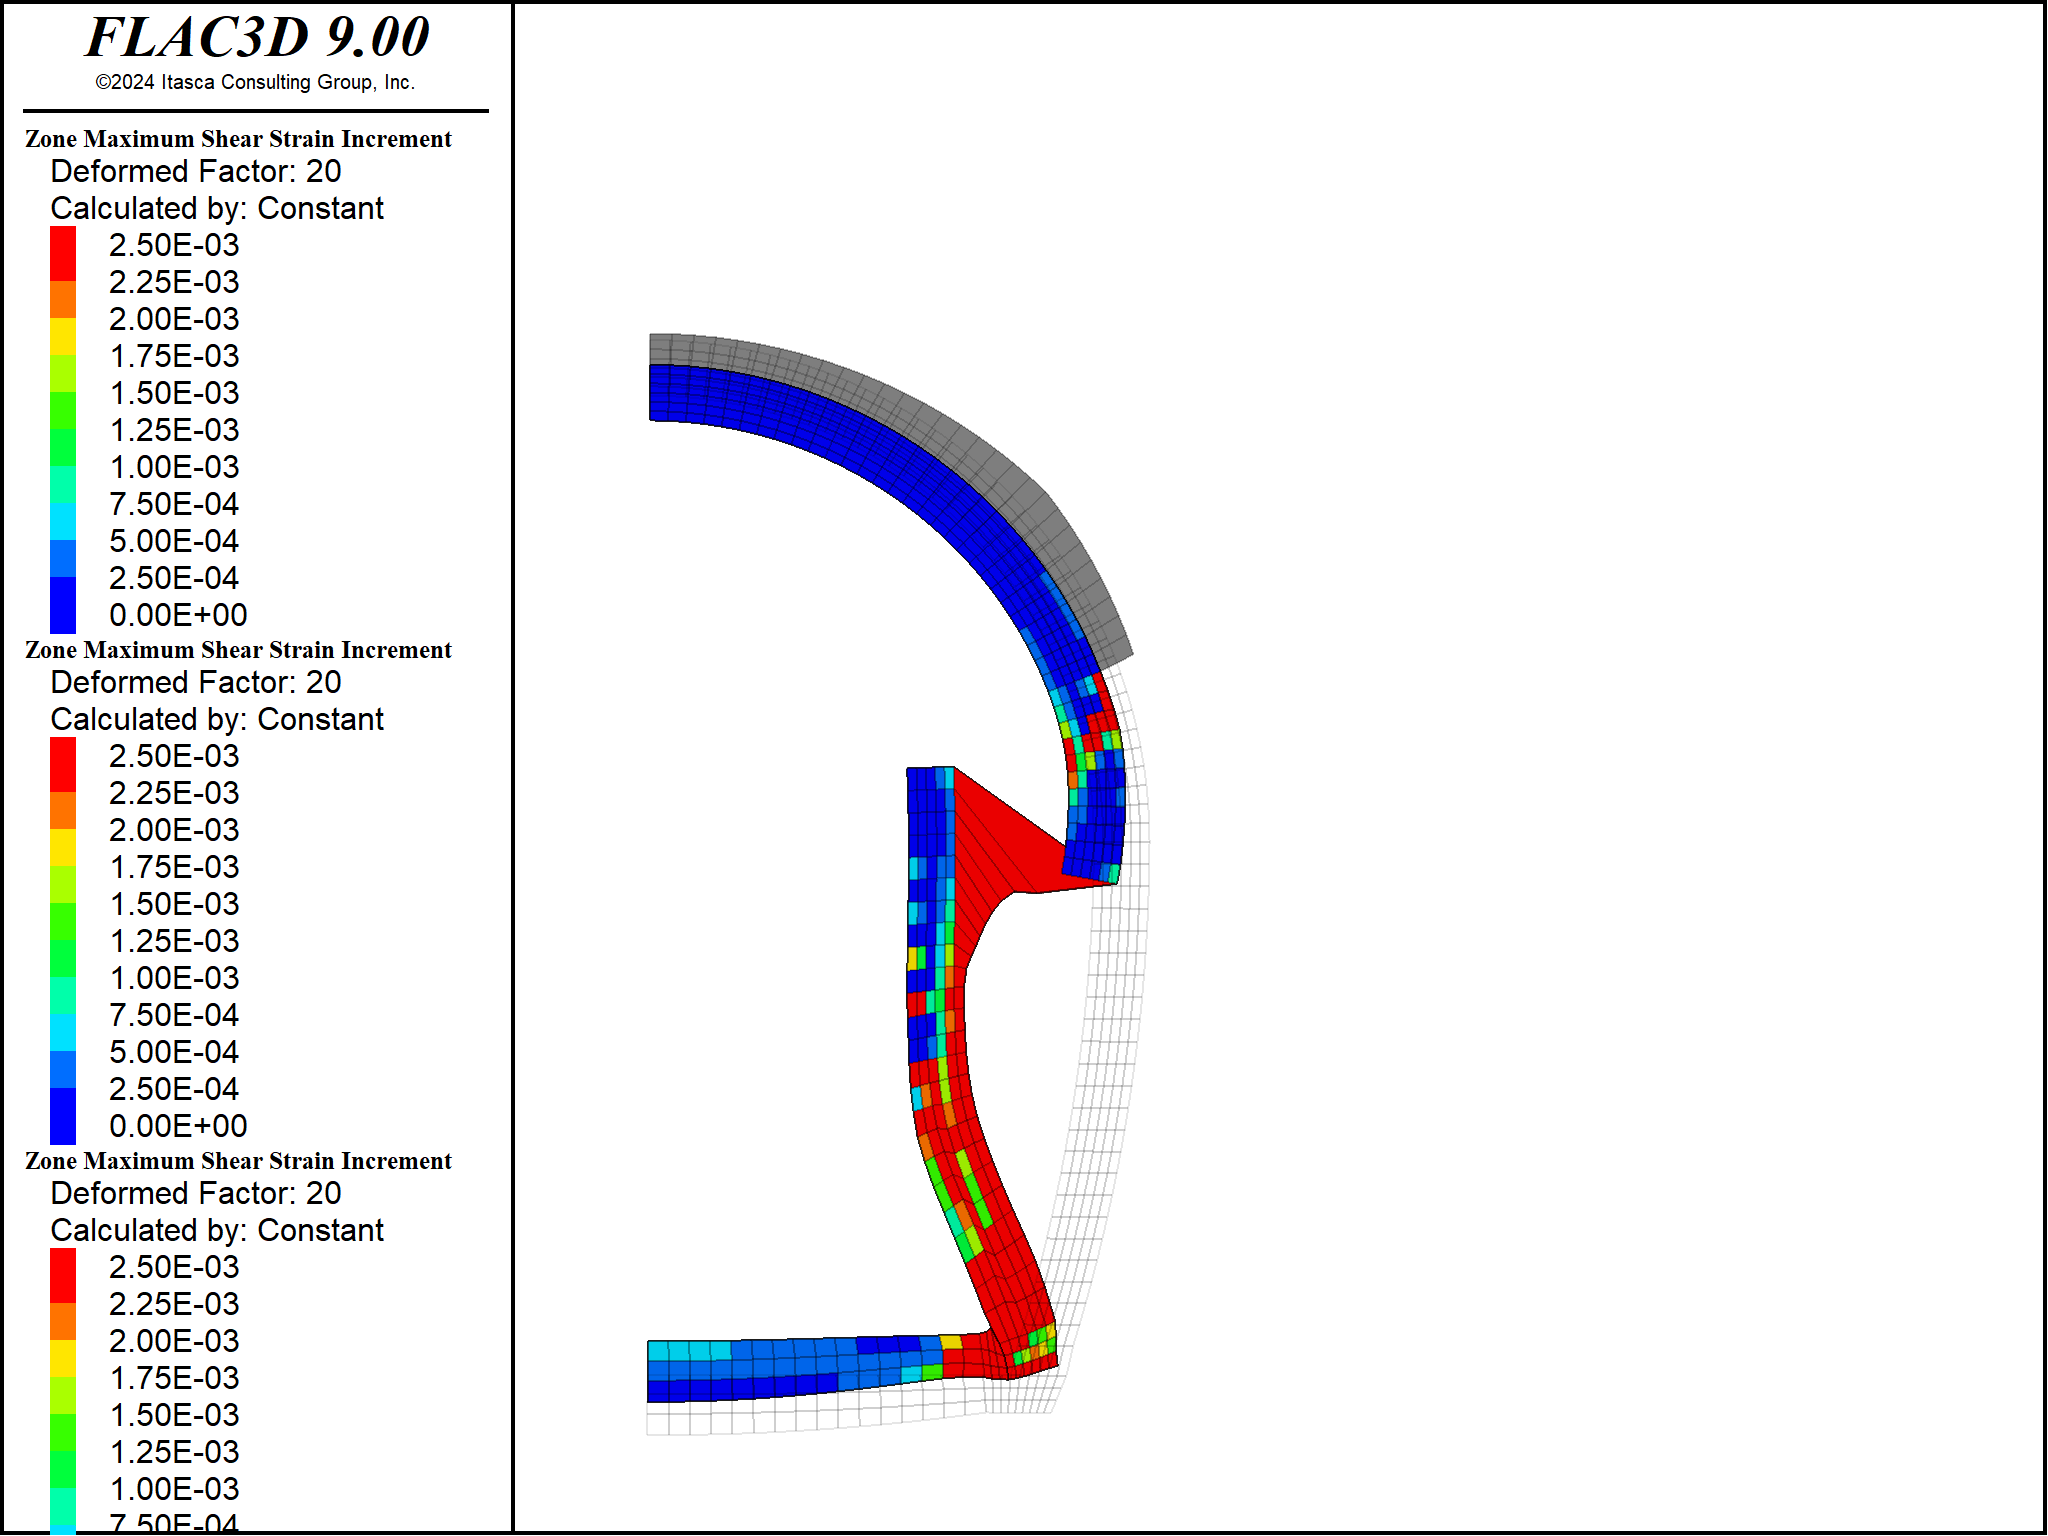 FLAC3D 9.00
©2024 Itasca Consulting Group, Inc.
Zone Maximum Shear Strain Increment
Deformed Factor: 20
Calculated by: Constant
2.50E-03
2.25E-03
2.00E-03
1.75E-03
1.50E-03
1.25E-03
1.00E-03
7.50E-04
5.00E-04
2.50E-04
0.00E+00
Zone Maximum Shear Strain Increment
Deformed Factor: 20
Calculated by: Constant
2.50E-03
2.25E-03
2.00E-03
1.75E-03
1.50E-03
1.25E-03
1.00E-03
7.50E-04
5.00E-04
2.50E-04
0.00E+00
Zone Maximum Shear Strain Increment
Deformed Factor: 20
Calculated by: Constant
2.50E-03
2.25E-03
2.00E-03
1.75E-03
1.50E-03
1.25E-03
1.00E-03
7.50E-04